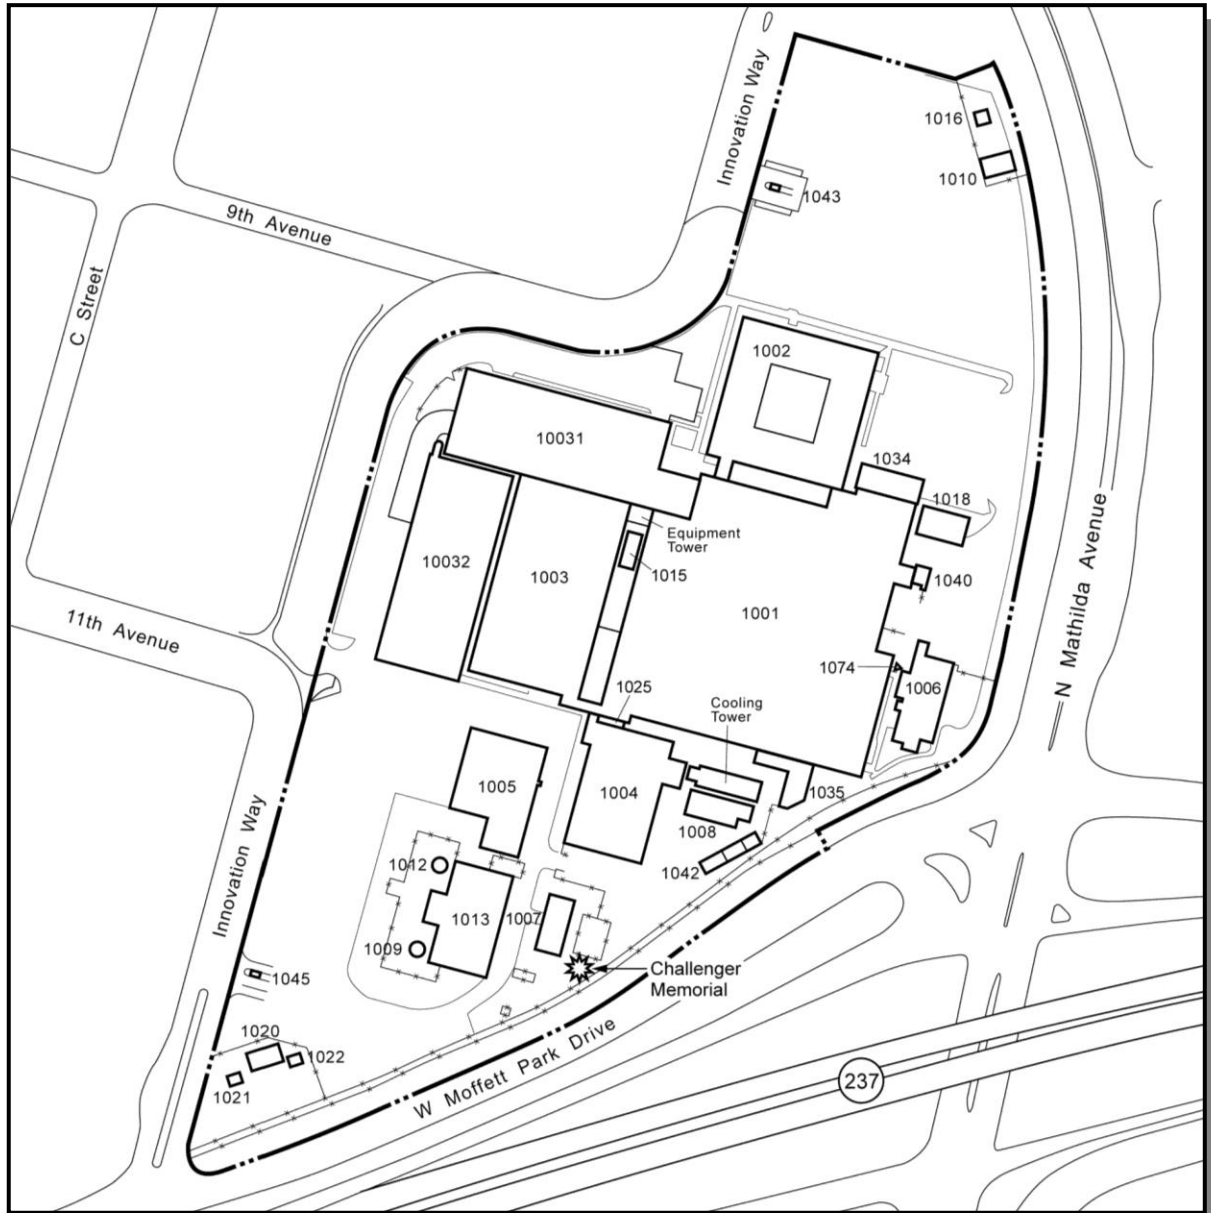 Innovation Way
1016
1010
1043
9th Avenue
C Street
1002
10031
1034
1018
Equipment
Tower
10032
1003
1015
1040
1001
N Mathilda Avenue
11th Avenue
1074
1006
1025
Cooling
Tower
1005
1004
1035
1008
Innovation Way
1012
1042
1013
1007
1009
Challenger
Memorial
1045
1020
1022
1021
W Moffett Park Drive
237